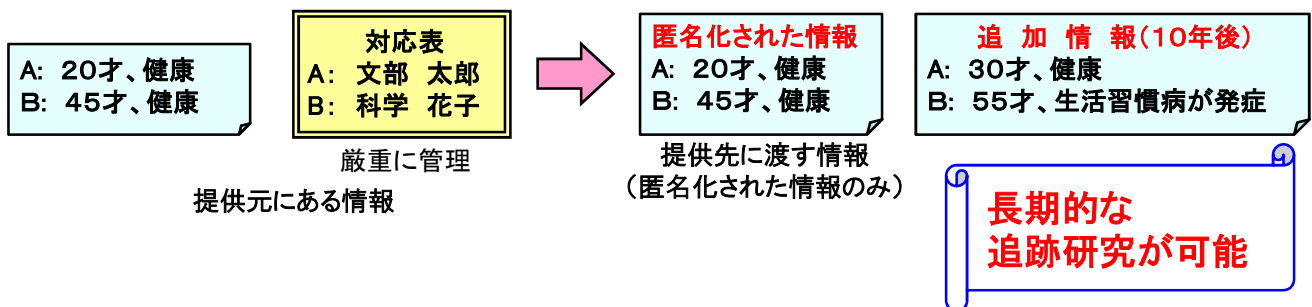 A: 20才、健康
B: 45才、健康
対応表
A: 文部 太郎
B: 科学 花子
厳重に管理
提供元にある情報
匿名化された情報
A: 20才、健康
B: 45才、健康
提供先に渡す情報
(匿名化された情報のみ)
追 加 情 報(10年後)
A: 30才、健康
B: 55才、生活習慣病が発症
長期的な
追跡研究が可能